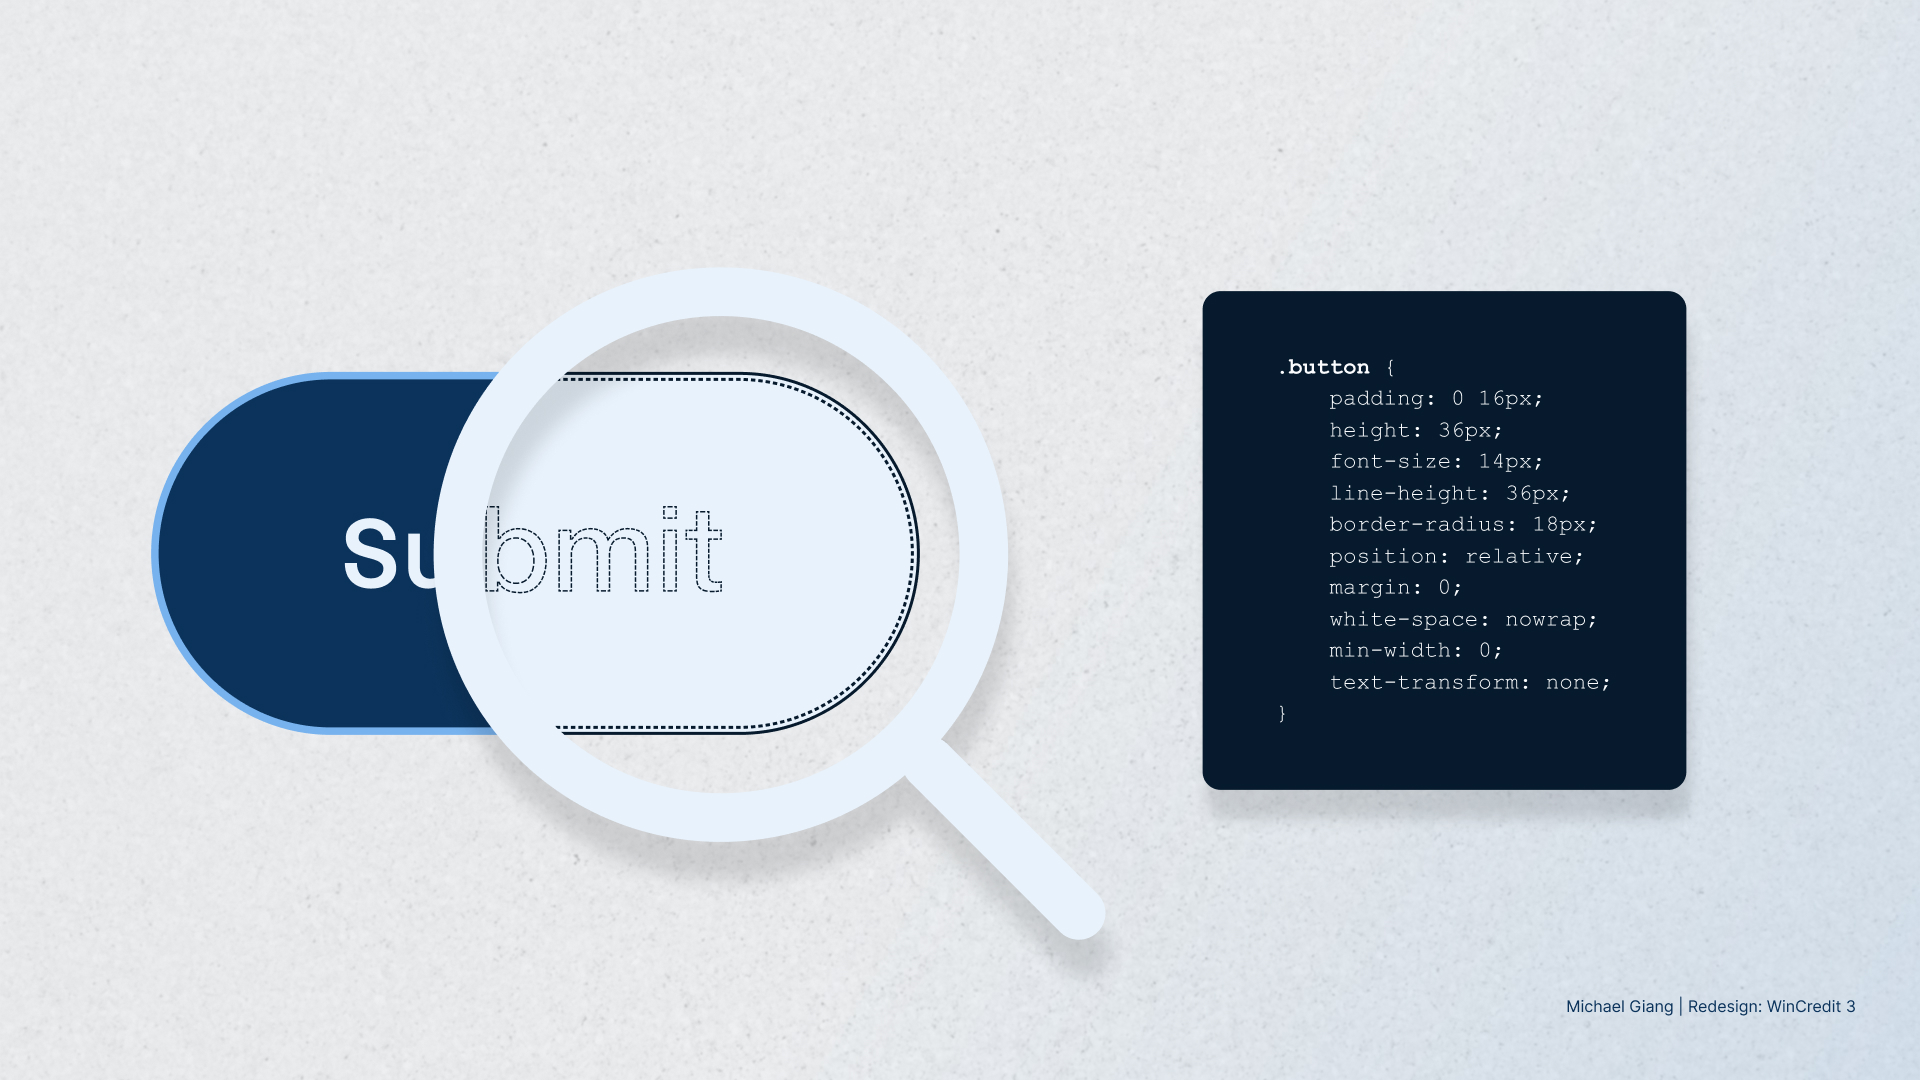 Submit
.button {
padding: 0 16px;
height: 36px;
font-size: 14px;
line-height: 36px;
border-radius: 18px;
position: relative;
margin: 0;
white-space: nowrap;
min-width: 0;
text-transform: none;
}
Michael Giang | Redesign: WinCredit 3